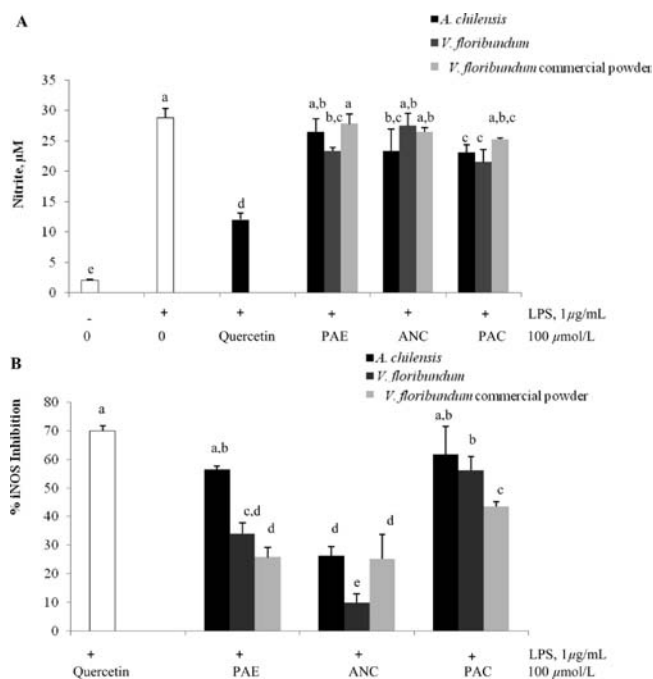 A
A. chilensis
V. floribundum
V. floribundum commercial powder
Nitrite, µM
35
30
25
20
15
10
5
0
e
a
d
a,b
b,c
a
b,c
a,b
a,b
c
c
a,b,c
- + + + + + LPS, 1µg/mL
0 0 Quercetin PAE ANC PAC 100 µmol/L
B
A. chilensis
V. floribundum
V. floribundum commercial powder
% iNOS Inhibition
80
70
60
50
40
30
20
10
0
a
a,b
c,d
d
d
e
d
a,b
b
c
+ + + + LPS, 1µg/mL
Quercetin PAE ANC PAC 100 µmol/L